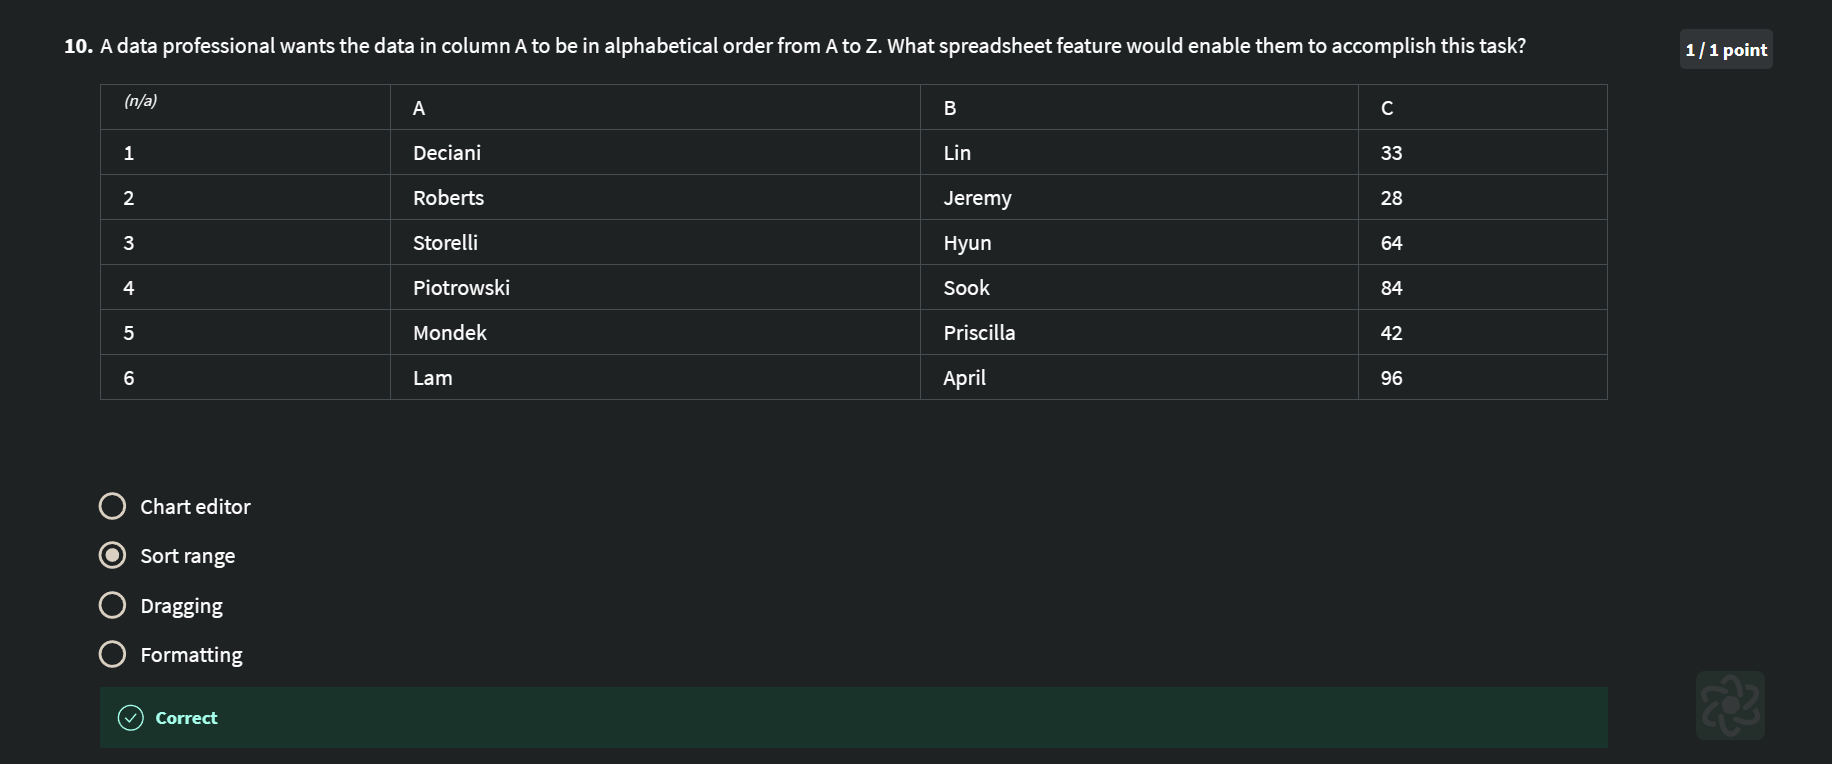 10. A data professional wants the data in column A to be in alphabetical order from A to Z. What spreadsheet feature would enable them to accomplish this task?
1 / 1 point
(n/a) A B C
1 Deciani Lin 33
2 Roberts Jeremy 28
3 Storelli Hyun 64
4 Piotrowski Sook 84
5 Mondek Priscilla 42
6 Lam April 96
Chart editor
Sort range
Dragging
Formatting
Correct